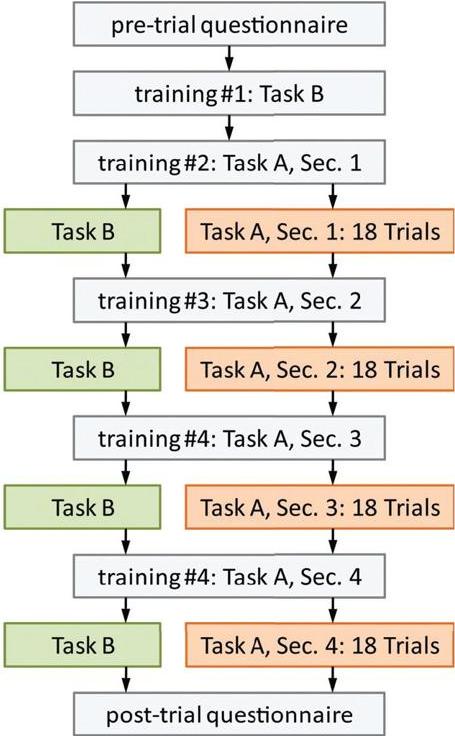 pre-trial questionnaire
training#1: Task B
training#2: Task A, Sec. 1
Task B
Task A, Sec. 1: 18 Trials
training#3: Task A, Sec. 2
Task B
Task A, Sec. 2: 18 Trials
training#4: Task A, Sec. 3
Task B
Task A, Sec. 3: 18 Trials
training#4: Task A, Sec. 4
Task B
Task A, Sec. 4: 18 Trials
post-trial questionnaire